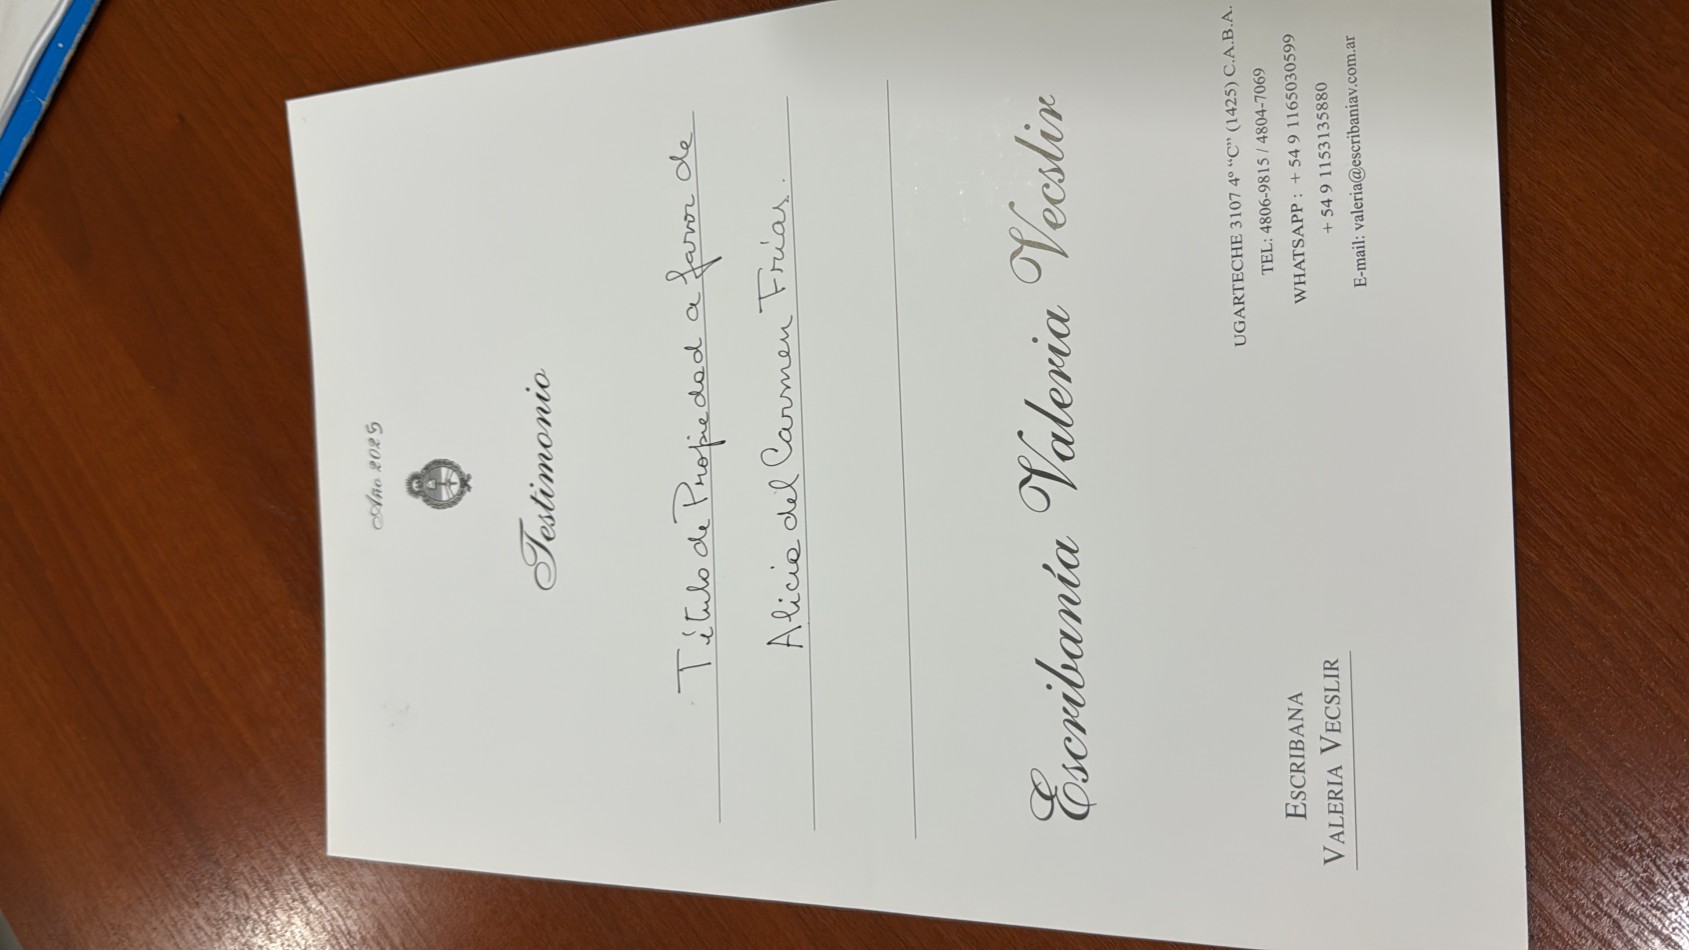 Año 2025
Testimonio
Título de Propiedad a favor de
Alicia del Carmen Frías.
Escribanía Valeria Vecslir
UGARTECHE 3107 4º "C" (1425) C.A.B.A.
TEL: 4806-9815 / 4804-7069
WHATSAPP : + 54 9 1165030599
+ 54 9 1153135880
E-mail: valeria@escribaniav.com.ar
ESCRIBANA
VALERIA VECSLIR